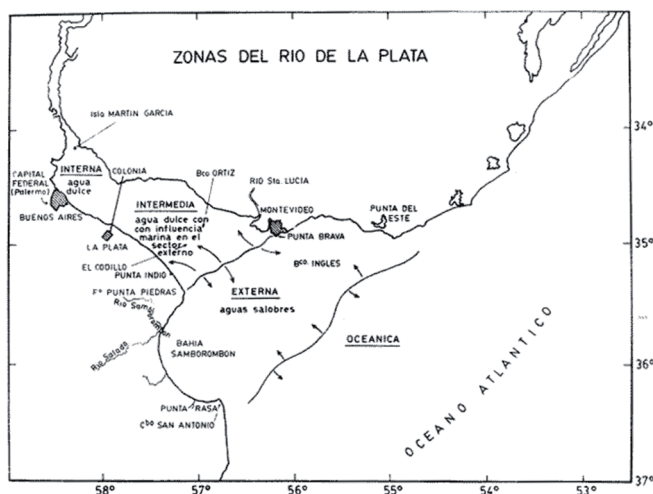 ZONAS DEL RIO DE LA PLATA
Isla MARTIN GARCIA
34°
INTERNA
agua
dulce
COLONIA
CAPITAL
FEDERAL
(Palermo)
BUENOS AIRES
Bco ORTIZ
RIO Sta. LUCIA
INTERMEDIA
agua dulce con
con influencia
marina en el
sector
externo
MONTEVIDEO
PUNTA DEL
ESTE
PUNTA BRAVA
LA PLATA
35°
EL CODILLO
PUNTA INDIO
Bco. INGLES
Fº PUNTA PIEDRAS
EXTERNA
aguas salobres
Rio Samborombon
BAHIA
SAMBOROMBON
OCEANICA
Rio Salado
36°
PUNTA RASA
Cbo SAN ANTONIO
OCEANO ATLANTICO
37°
58°
57°
56°
55°
54°
53°